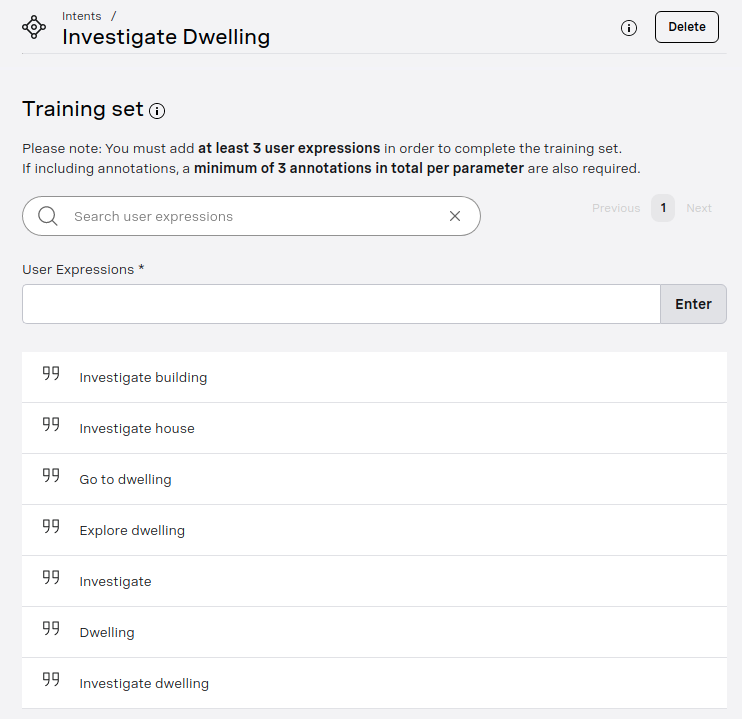 Intents /
Investigate Dwelling
Delete
Training set
Please note: You must add at least 3 user expressions in order to complete the training set.
If including annotations, a minimum of 3 annotations in total per parameter are also required.
Search user expressions
Previous 1 Next
User Expressions *
Enter
Investigate building
Investigate house
Go to dwelling
Explore dwelling
Investigate
Dwelling
Investigate dwelling